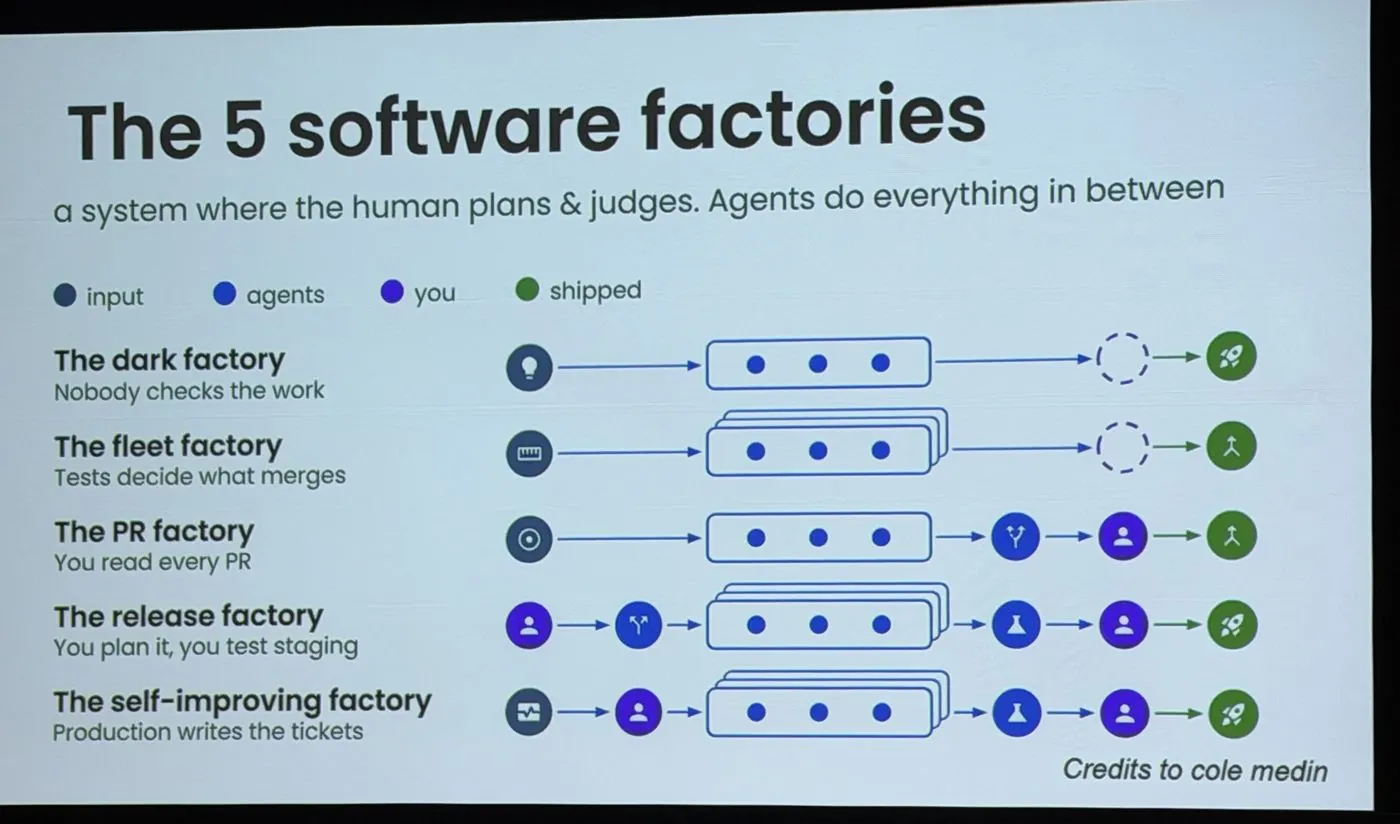 The 5 software factories
a system where the human plans & judges. Agents do everything in between
input agents you shipped
The dark factory
Nobody checks the work
The fleet factory
Tests decide what merges
The PR factory
You read every PR
The release factory
You plan it, you test staging
The self-improving factory
Production writes the tickets
Credits to cole medin